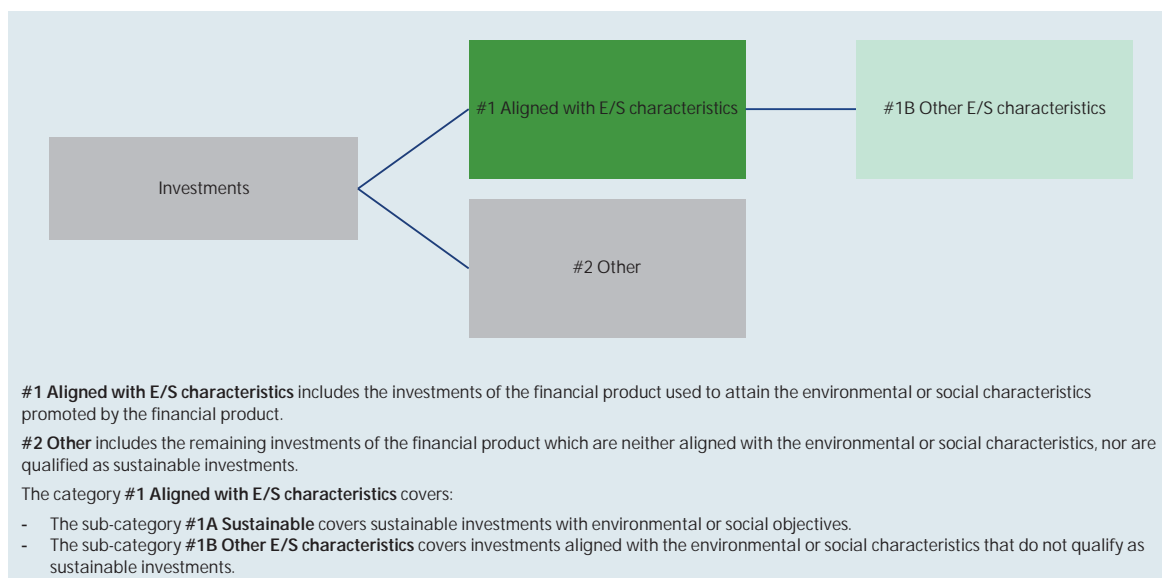 #1 Aligned with E/S characteristics
#1B Other E/S characteristics
Investments
#2 Other
#1 Aligned with E/S characteristics includes the investments of the financial product used to attain the environmental or social characteristics
promoted by the financial product.
#2 Other includes the remaining investments of the financial product which are neither aligned with the environmental or social characteristics, nor are
qualified as sustainable investments.
The category #1 Aligned with E/S characteristics covers:
- The sub-category #1A Sustainable covers sustainable investments with environmental or social objectives.
- The sub-category #1B Other E/S characteristics covers investments aligned with the environmental or social characteristics that do not qualify as
sustainable investments.